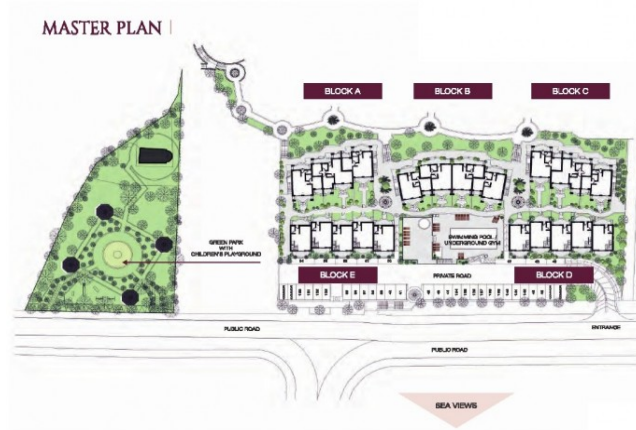 MASTER PLAN
BLOCK A
BLOCK B
BLOCK C
GREEN PARK
WITH
CHILDREN'S PLAYGROUND
SWIMMING POOL /
UNDERGROUND GYM
BLOCK E
PRIVATE ROAD
BLOCK D
PUBLIC ROAD
ENTRANCE
PUBLIC ROAD
SEA VIEWS